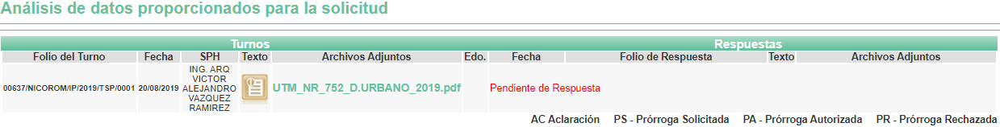 Análisis de datos proporcionados para la solicitud
Turnos Respuestas
Folio del Turno Fecha SPH Texto Archivos Adjuntos Edo. Fecha Folio de Respuesta Texto Archivos Adjuntos
00637/NICOROM/IP/2019/TSP/0001 20/08/2019 ING. ARQ VICTOR ALEJANDRO VAZQUEZ RAMIREZ UTM_NR_752_D.URBANO_2019.pdf Pendiente de Respuesta
AC Aclaración PS - Prórroga Solicitada PA - Prórroga Autorizada PR - Prórroga Rechazada